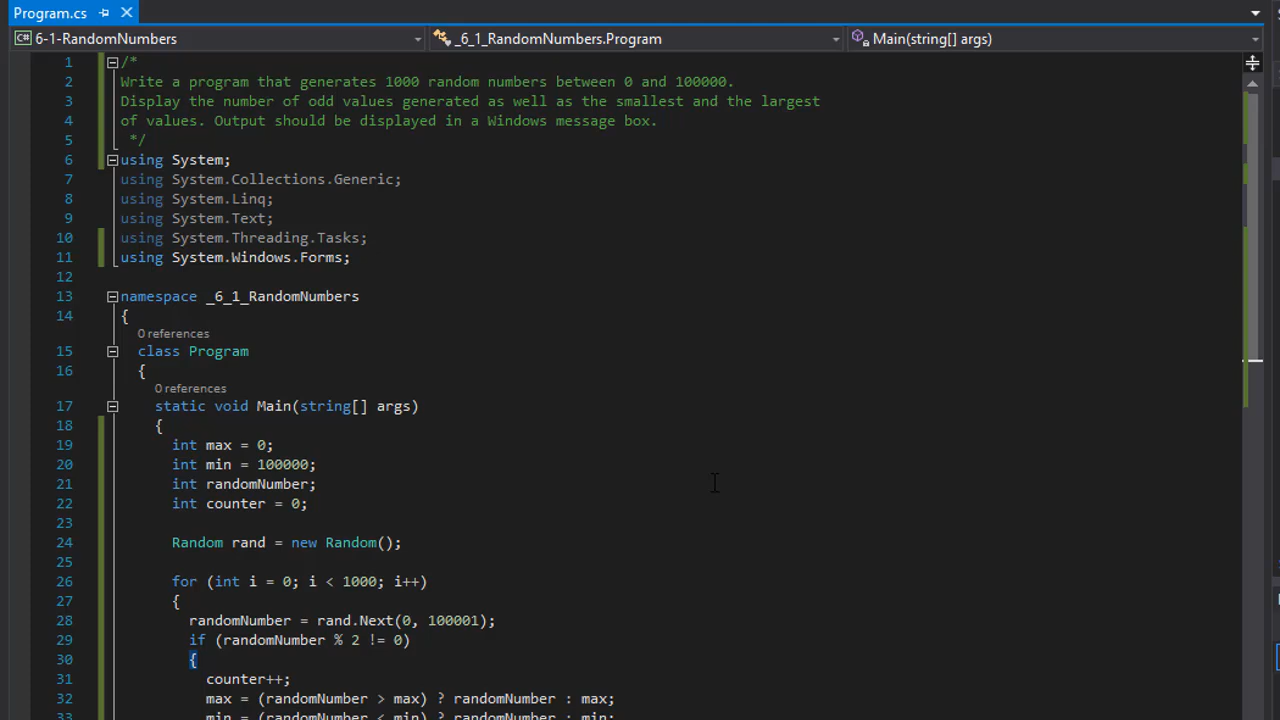 Program.cs
6-1-RandomNumbers _6_1_RandomNumbers.Program Main(string[] args)
1 /*
2 Write a program that generates 1000 random numbers between 0 and 100000.
3 Display the number of odd values generated as well as the smallest and the largest
4 of values. Output should be displayed in a Windows message box.
5 */
6 using System;
7 using System.Collections.Generic;
8 using System.Linq;
9 using System.Text;
10 using System.Threading.Tasks;
11 using System.Windows.Forms;
12
13 namespace _6_1_RandomNumbers
14 {
0 references
15 class Program
16 {
0 references
17 static void Main(string[] args)
18 {
19 int max = 0;
20 int min = 100000;
21 int randomNumber;
22 int counter = 0;
23
24 Random rand = new Random();
25
26 for (int i = 0; i < 1000; i++)
27 {
28 randomNumber = rand.Next(0, 100001);
29 if (randomNumber % 2 != 0)
30 {
31 counter++;
32 max = (randomNumber > max) ? randomNumber : max;
33 min = (randomNumber < min) ? randomNumber : min;